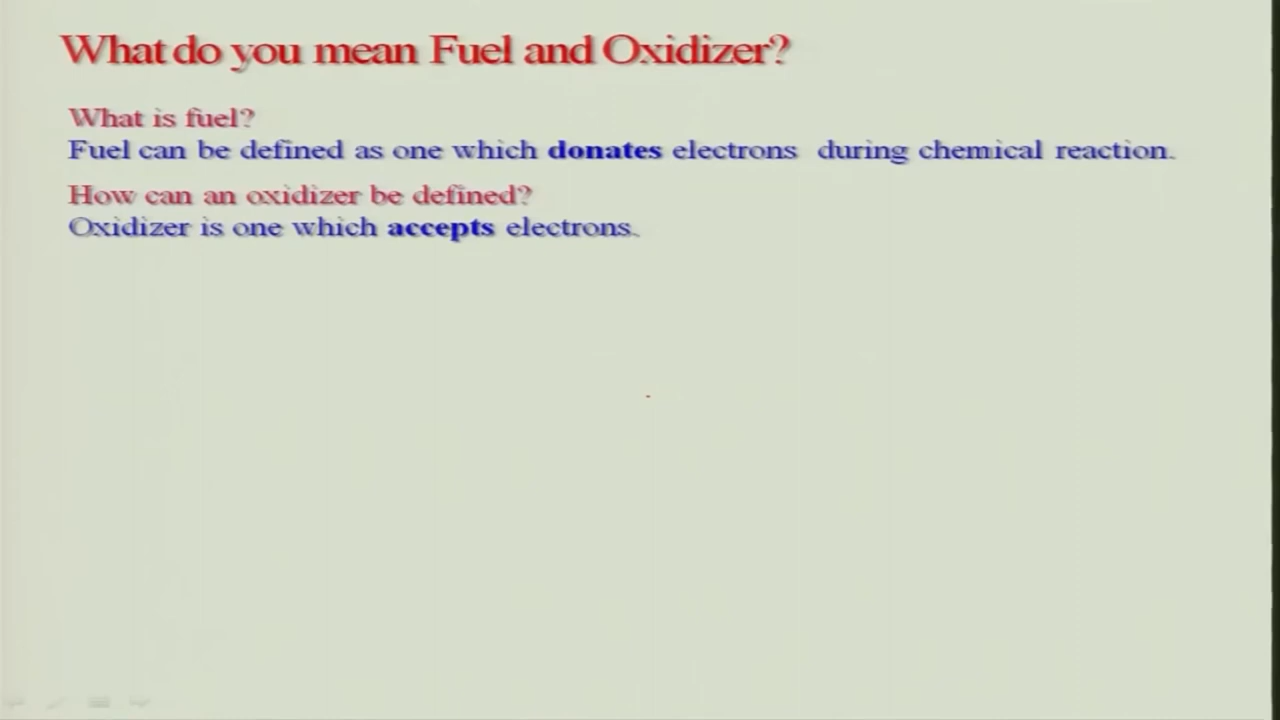 What do you mean Fuel and Oxidizer?
What is fuel?
Fuel can be defined as one which donates electrons during chemical reaction.
How can an oxidizer be defined?
Oxidizer is one which accepts electrons.